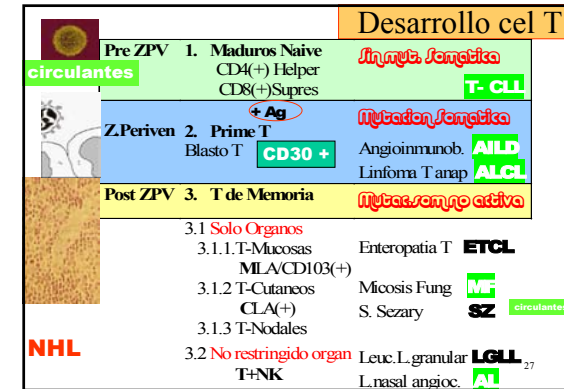 Desarrollo cel T
Pre ZPV 1. Maduros Naive Sin mut. Somatica
circulantes CD4(+) Helper
CD8(+)Supres T- CLL
+ Ag Mutacion Somatica
Z.Periven 2. Prime T
Blasto T CD30 + Angioinmunob. AILD
Linfoma T anap ALCL
Post ZPV 3. T de Memoria Mutac.som no activa
3.1 Solo Organos
3.1.1.T-Mucosas Enteropatia T ETCL
MLA/CD103(+)
3.1.2 T-Cutaneos Micosis Fung MF
CLA(+) S. Sezary SZ circulantes
3.1.3 T-Nodales
NHL 3.2 No restringido organ Leuc.L.granular LGLL 27
T+NK L.nasal angioc. AL